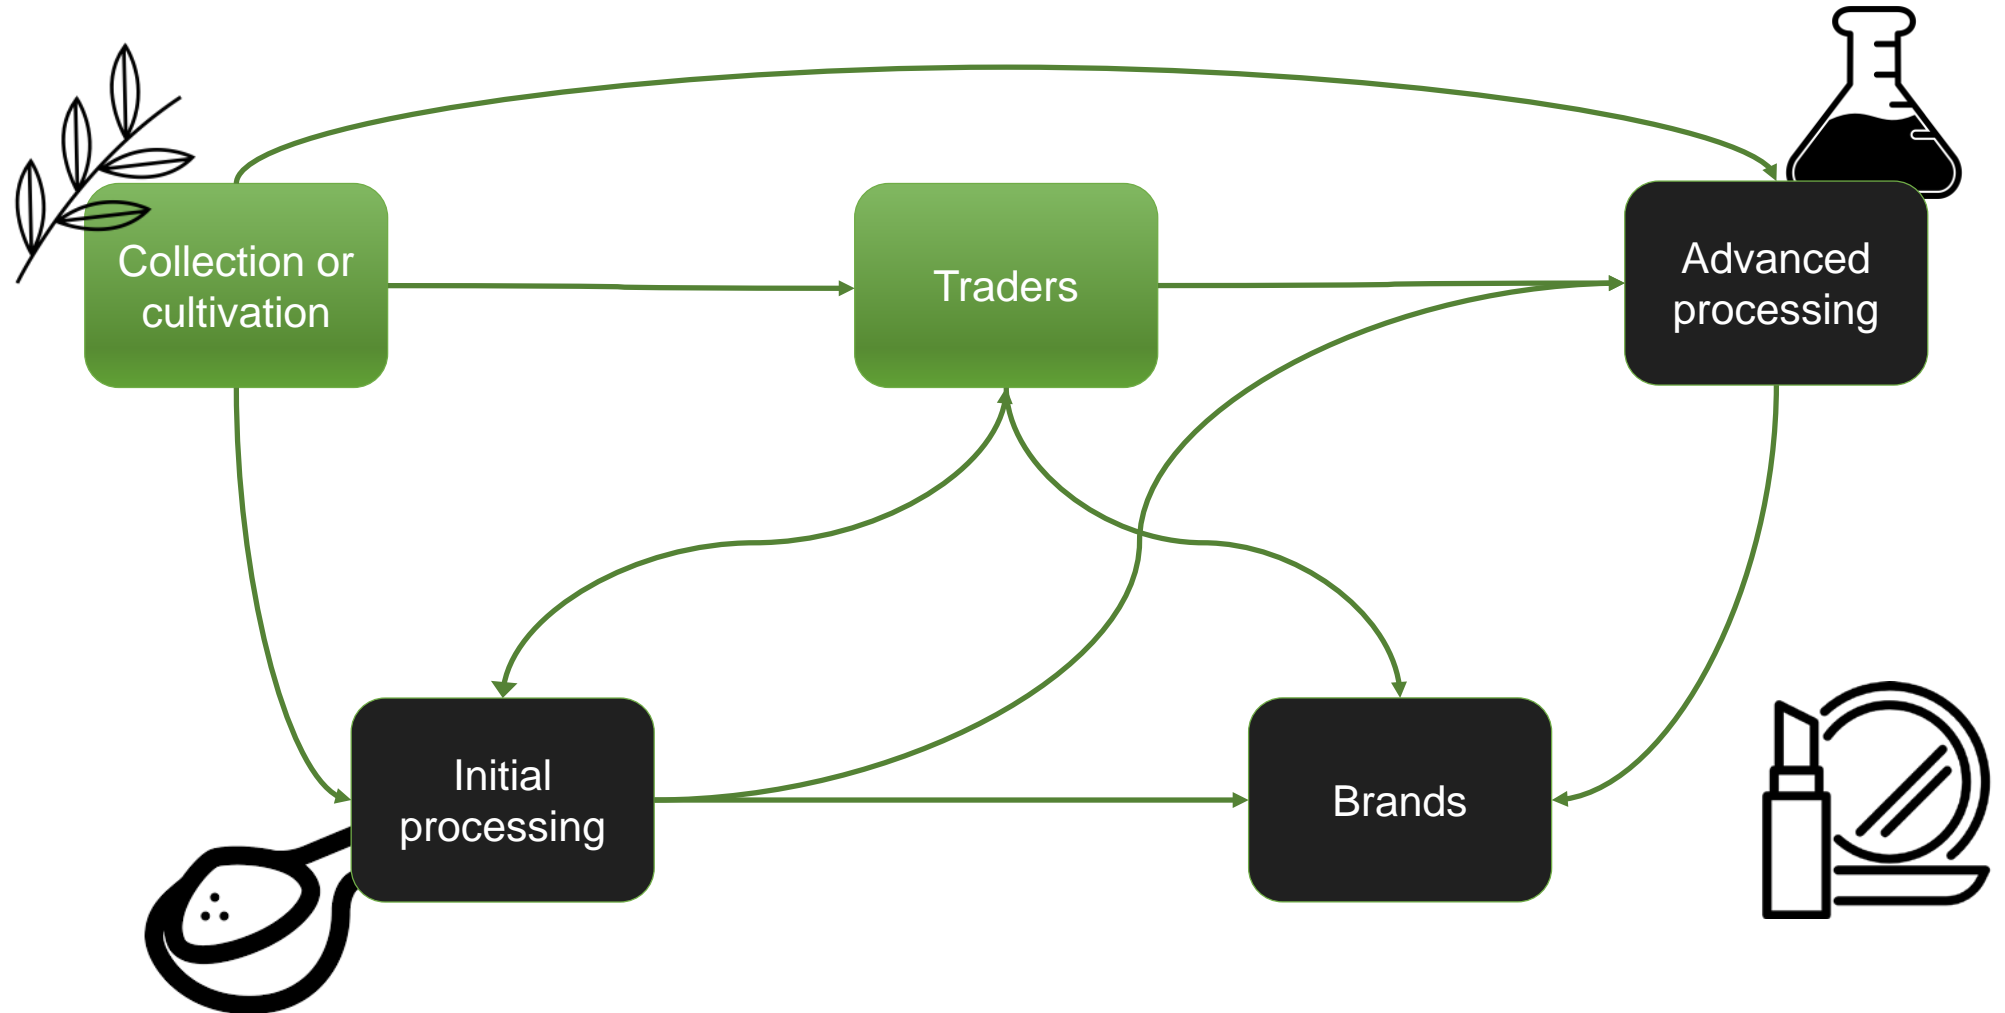 Collection or
cultivation
Traders
Advanced
processing
Initial
processing
Brands